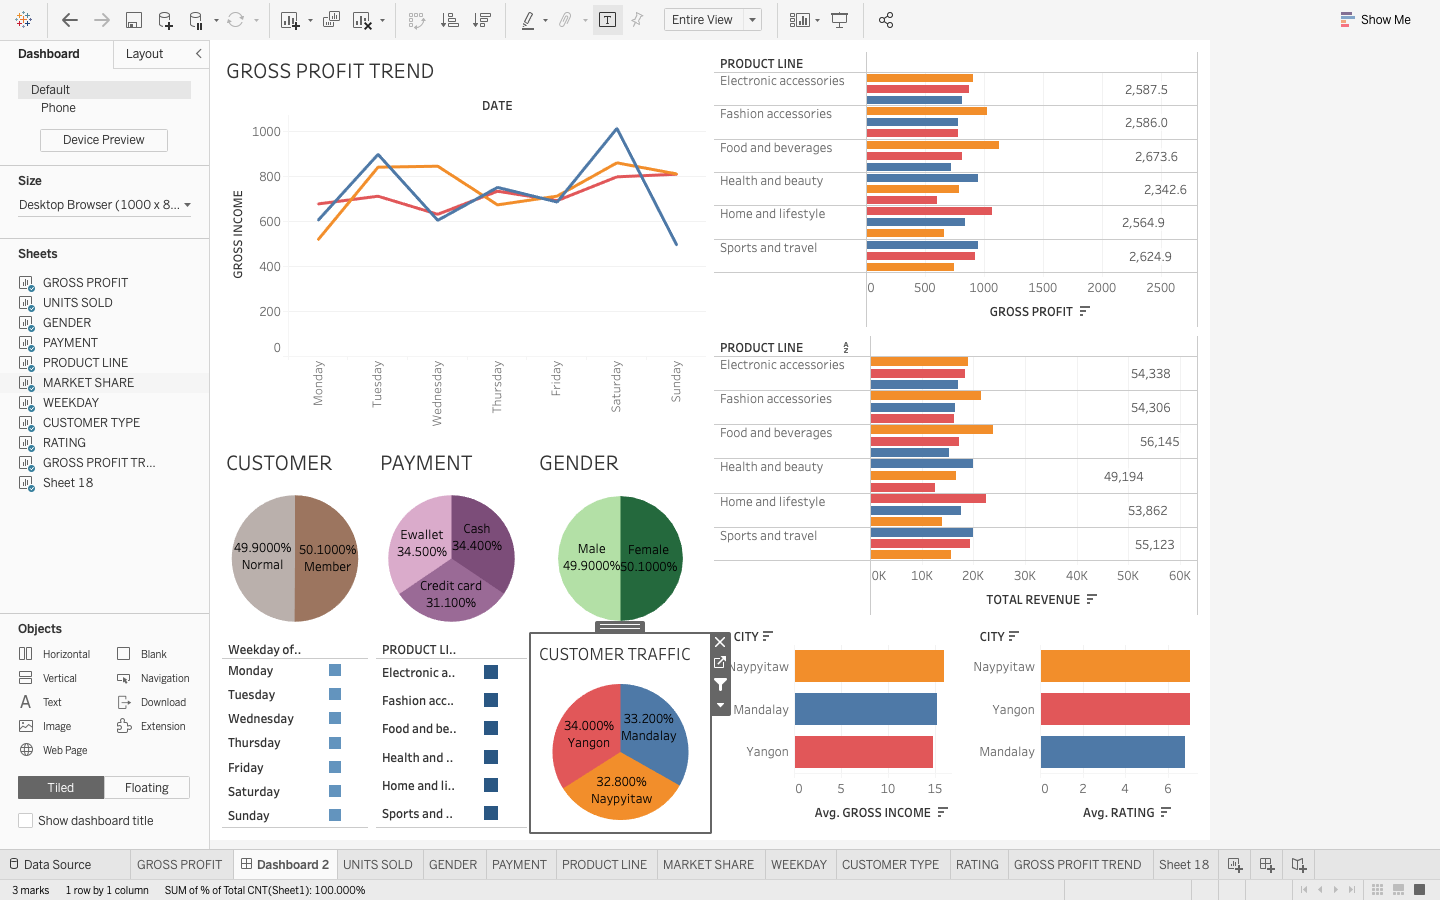 Entire View
Show Me
Dashboard
Layout
Default
Phone
Device Preview
Size
Desktop Browser (1000 x 8...
Sheets
GROSS PROFIT
UNITS SOLD
GENDER
PAYMENT
PRODUCT LINE
MARKET SHARE
WEEKDAY
CUSTOMER TYPE
RATING
GROSS PROFIT TR...
Sheet 18
Objects
Horizontal
Blank
Vertical
Navigation
A Text
Download
Image
Extension
Web Page
Tiled
Floating
Show dashboard title
GROSS PROFIT TREND
DATE
GROSS INCOME
1000
800
600
400
200
0
Monday
Tuesday
Wednesday
Thursday
Friday
Saturday
Sunday
PRODUCT LINE
Electronic accessories
2,587.5
Fashion accessories
2,586.0
Food and beverages
2,673.6
Health and beauty
2,342.6
Home and lifestyle
2,564.9
Sports and travel
2,624.9
0 500 1000 1500 2000 2500
GROSS PROFIT
PRODUCT LINE
Electronic accessories
54,338
Fashion accessories
54,306
Food and beverages
56,145
Health and beauty
49,194
Home and lifestyle
53,862
Sports and travel
55,123
0K 10K 20K 30K 40K 50K 60K
TOTAL REVENUE
CUSTOMER
49.9000%
Normal
50.1000%
Member
PAYMENT
Ewallet
34.500%
Cash
34.400%
Credit card
31.100%
GENDER
Male
49.9000%
Female
50.1000%
Weekday of..
Monday
Tuesday
Wednesday
Thursday
Friday
Saturday
Sunday
PRODUCT LI..
Electronic a..
Fashion acc..
Food and be..
Health and ..
Home and li..
Sports and ..
CUSTOMER TRAFFIC
34.000%
Yangon
33.200%
Mandalay
32.800%
Naypyitaw
CITY
Naypyitaw
Mandalay
Yangon
0 5 10 15
Avg. GROSS INCOME
CITY
Naypyitaw
Yangon
Mandalay
0 2 4 6
Avg. RATING
Data Source
GROSS PROFIT
Dashboard 2
UNITS SOLD
GENDER
PAYMENT
PRODUCT LINE
MARKET SHARE
WEEKDAY
CUSTOMER TYPE
RATING
GROSS PROFIT TREND
Sheet 18
3 marks
1 row by 1 column
SUM of % of Total CNT(Sheet1): 100.000%